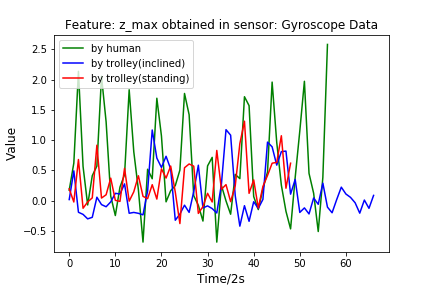 Feature: z_max obtained in sensor: Gyroscope Data
by human
by trolley(inclined)
by trolley(standing)
2.5
2.0
1.5
1.0
0.5
0.0
−0.5
Value
0 10 20 30 40 50 60
Time/2s